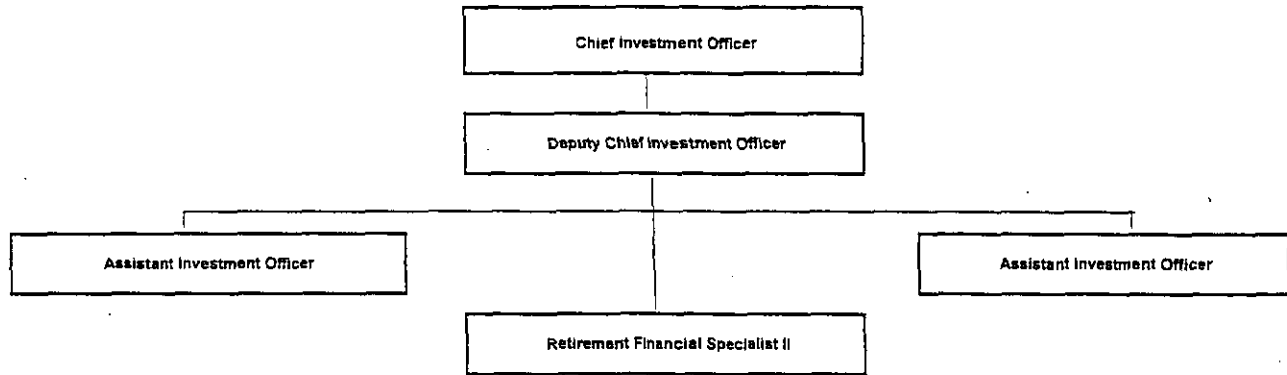 Chief Investment Officer
Deputy Chief Investment Officer
Assistant Investment Officer
Assistant Investment Officer
Retirement Financial Specialist II